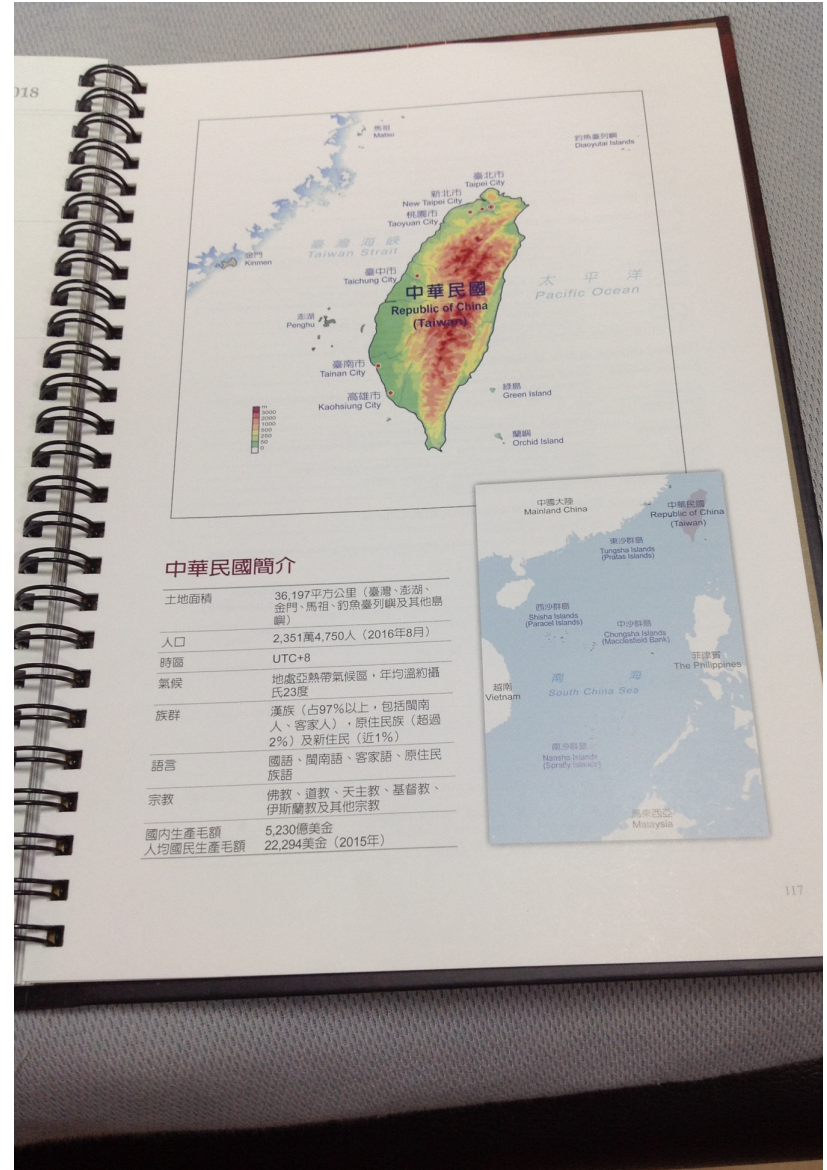 018
馬祖
Matsu
釣魚臺列嶼
Diaoyutai Islands
臺北市
Taipei City
新北市
New Taipei City
桃園市
Taoyuan City
臺灣海峽
Taiwan Strait
金門
Kinmen
臺中市
Taichung City
太平洋
Pacific Ocean
中華民國
Republic of China
(Taiwan)
澎湖
Penghu
臺南市
Tainan City
高雄市
Kaohsiung City
綠島
Green Island
蘭嶼
Orchid Island
m
3000
2000
1000
500
250
50
0
中國大陸
Mainland China
中華民國
Republic of China
(Taiwan)
東沙群島
Tungsha Islands
(Pratas Islands)
西沙群島
Shisha Islands
(Paracel Islands)
中沙群島
Chungsha Islands
(Macclesfield Bank)
菲律賓
The Philippines
越南
Vietnam
南海
South China Sea
南沙群島
Nansha Islands
(Spratly Islands)
馬來西亞
Malaysia
中華民國簡介
土地面積 36,197平方公里（臺灣、澎湖、
金門、馬祖、釣魚臺列嶼及其他島
嶼）
人口 2,351萬4,750人（2016年8月）
時區 UTC+8
氣候 地處亞熱帶氣候區，年均溫約攝
氏23度
族群 漢族（占97%以上，包括閩南
人、客家人），原住民族（超過
2%）及新住民（近1%）
語言 國語、閩南語、客家語、原住民
族語
宗教 佛教、道教、天主教、基督教、
伊斯蘭教及其他宗教
國內生產毛額 5,230億美金
人均國民生產毛額 22,294美金（2015年）
117